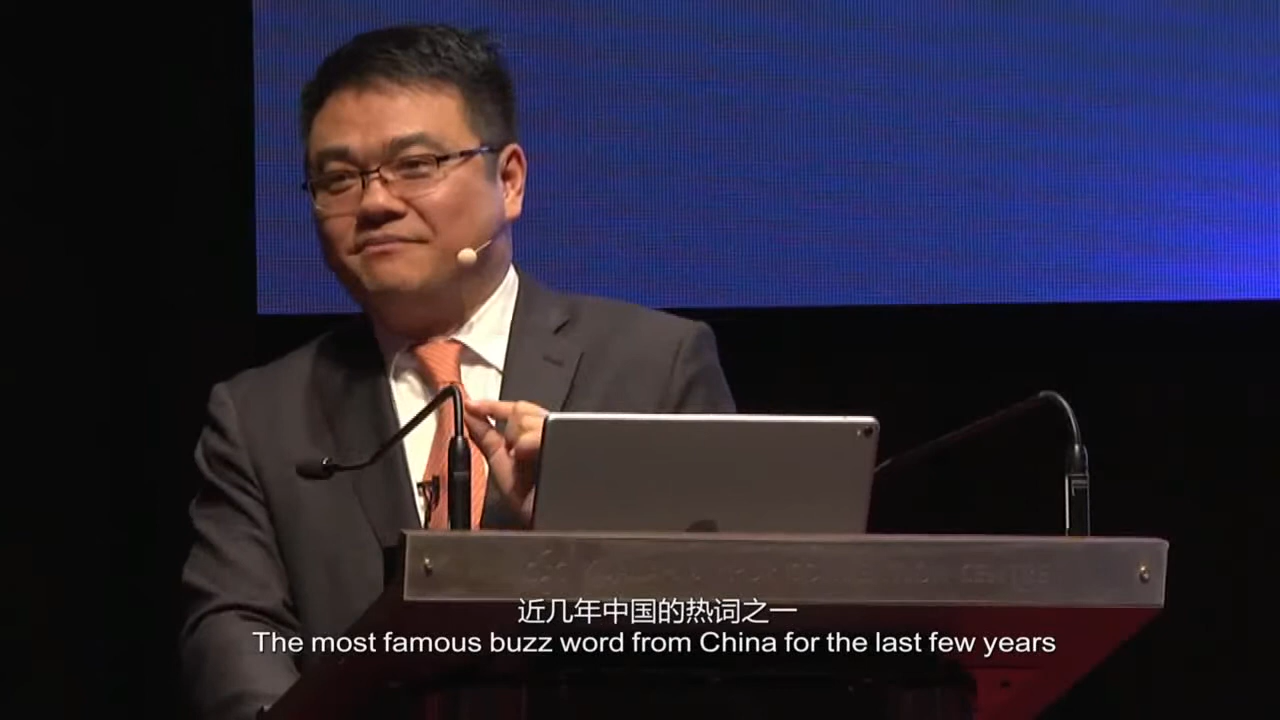 近几年中国的热词之一
The most famous buzz word from China for the last few years